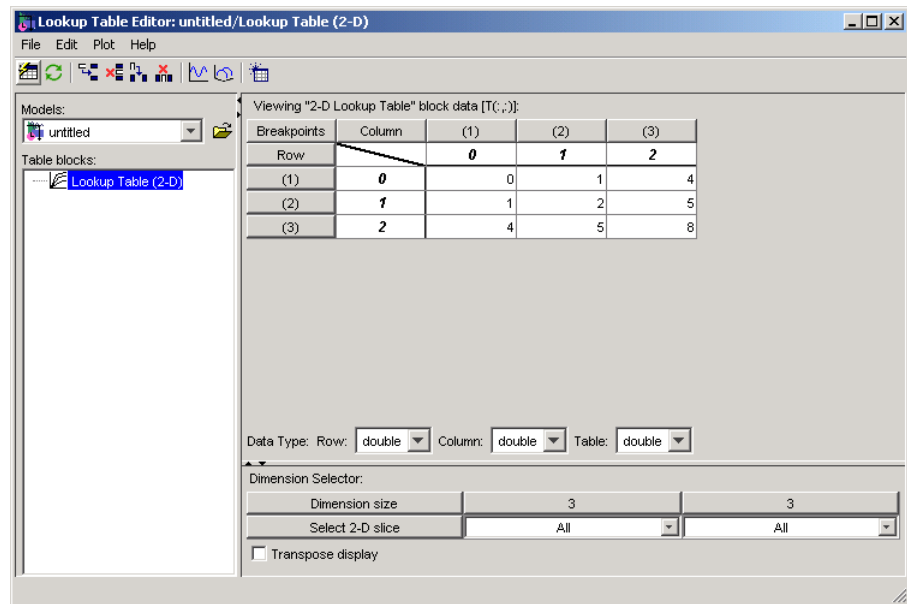 Lookup Table Editor: untitled/Lookup Table (2-D)
File Edit Plot Help
Models:
untitled
Table blocks:
Lookup Table (2-D)
Viewing "2-D Lookup Table" block data [T(:,:)]:
Breakpoints Column (1) (2) (3)
Row 0 1 2
(1) 0 0 1 4
(2) 1 1 2 5
(3) 2 4 5 8
Data Type: Row: double Column: double Table: double
Dimension Selector:
Dimension size 3 3
Select 2-D slice All All
Transpose display